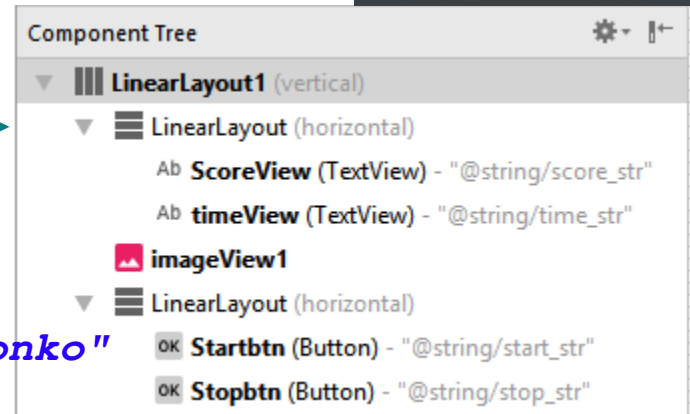 Component Tree
LinearLayout1 (vertical)
LinearLayout (horizontal)
Ab ScoreView (TextView) - "@string/score_str"
Ab timeView (TextView) - "@string/time_str"
imageView1
LinearLayout (horizontal)
OK Startbtn (Button) - "@string/start_str"
OK Stopbtn (Button) - "@string/stop_str"